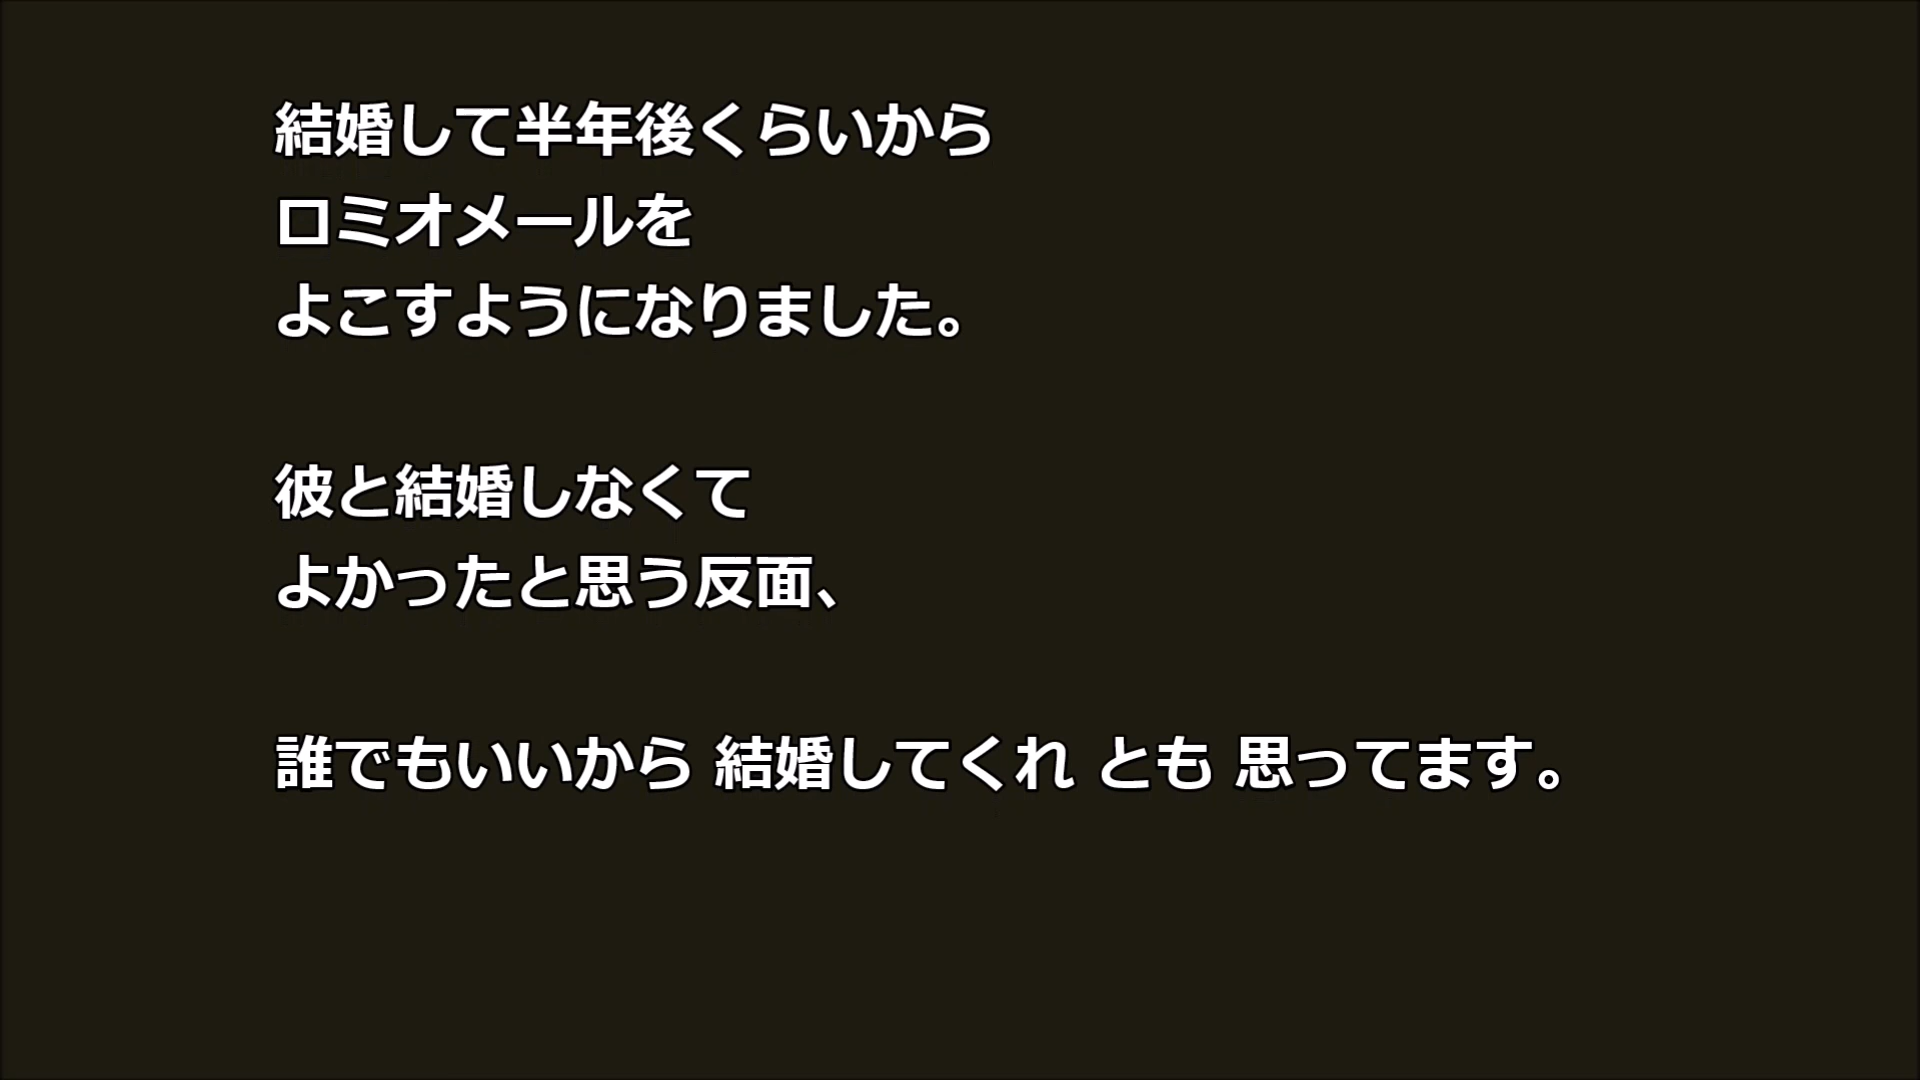 結婚して半年後くらいから
ロミオメールを
よこすようになりました。
彼と結婚しなくて
よかったと思う反面、
誰でもいいから 結婚してくれ とも 思ってます。